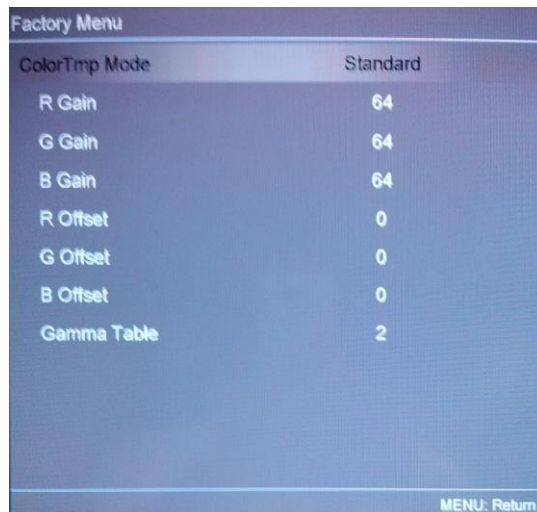 Factory Menu
ColorTmp Mode Standard
R Gain 64
G Gain 64
B Gain 64
R Offset 0
G Offset 0
B Offset 0
Gamma Table 2
MENU: Return